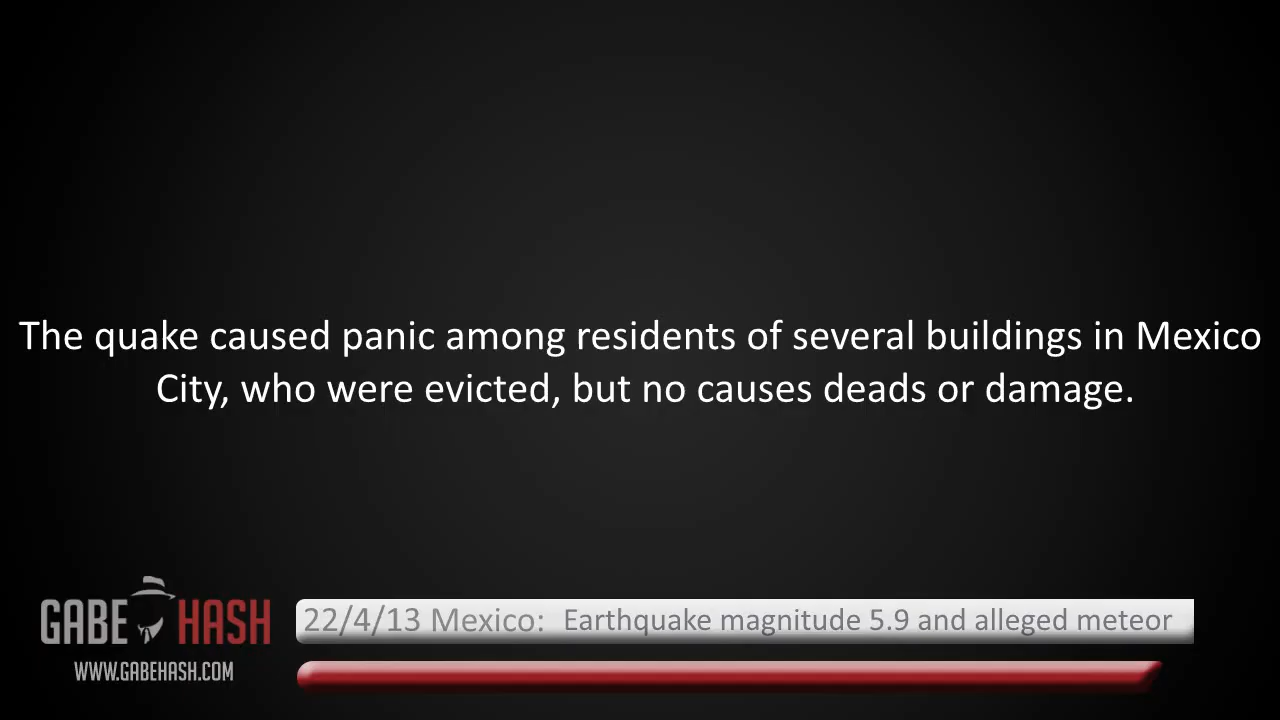 The quake caused panic among residents of several buildings in Mexico
City, who were evicted, but no causes deads or damage.
GABE HASH
WWW.GABEHASH.COM
22/4/13 Mexico: Earthquake magnitude 5.9 and alleged meteor